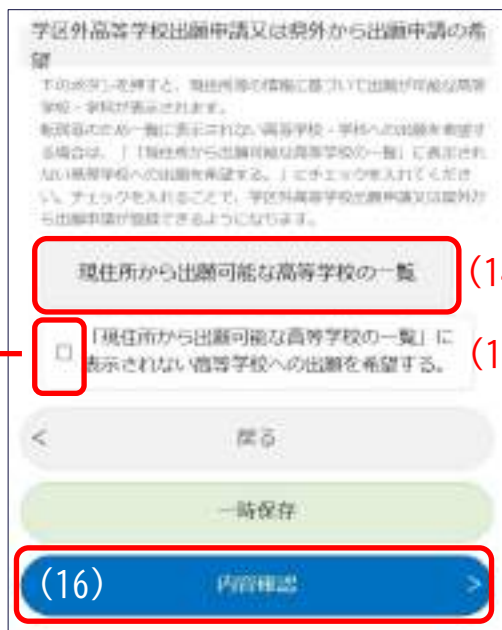 学区外高等学校出願申請又は県外から出願申請の希
望
下のボタンを押すと、現住所等の情報に基づいて出願が可能な高等
学校・学科が表示されます。
転居等のため一覧に表示されない高等学校・学科への出願を希望す
る場合は、「「現住所から出願可能な高等学校の一覧」に表示され
ない高等学校への出願を希望する。」にチェックを入れてくださ
い。チェックを入れることで、学区外高等学校出願申請又は県外か
ら出願申請が登録できるようになります。
現住所から出願可能な高等学校の一覧
(1
「現住所から出願可能な高等学校の一覧」に
表示されない高等学校への出願を希望する。
(1
< 戻る
一時保存
(16) 内容確認 >